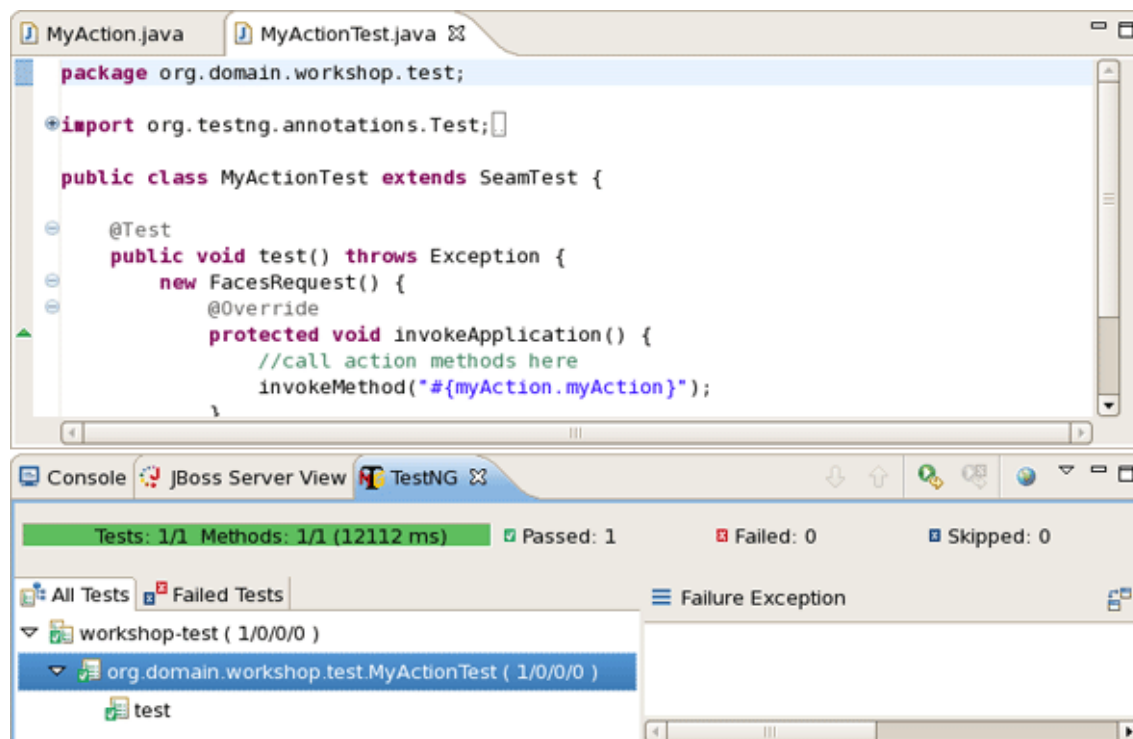 MyAction.java MyActionTest.java
package org.domain.workshop.test;
import org.testng.annotations.Test;
public class MyActionTest extends SeamTest {
@Test
public void test() throws Exception {
new FacesRequest() {
@Override
protected void invokeApplication() {
//call action methods here
invokeMethod("#{myAction.myAction}");
}
Console JBoss Server View TestNG
Tests: 1/1 Methods: 1/1 (12112 ms) Passed: 1 Failed: 0 Skipped: 0
All Tests Failed Tests Failure Exception
workshop-test ( 1/0/0/0 )
org.domain.workshop.test.MyActionTest ( 1/0/0/0 )
test